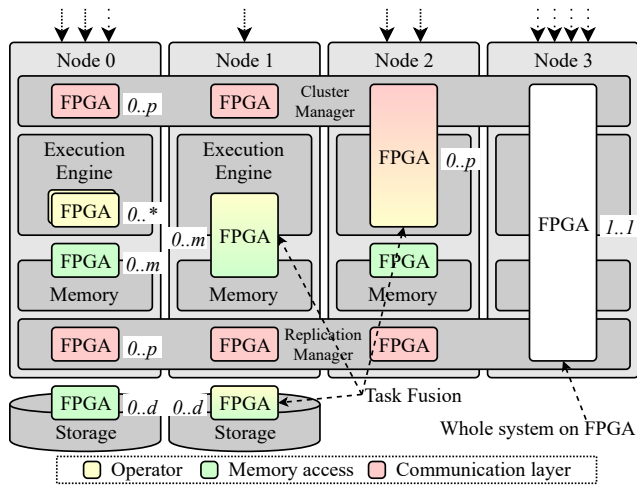 Node 0 Node 1 Node 2 Node 3
FPGA 0..p FPGA Cluster
Manager
Execution
Engine
Execution
Engine
FPGA 0..p
FPGA 0..*
0..m FPGA
FPGA 1..1
FPGA 0..m
FPGA
Memory Memory Memory
FPGA 0..p FPGA Replication
Manager FPGA
FPGA 0..d 0..d FPGA
Task Fusion
Storage Storage
Whole system on FPGA
Operator Memory access Communication layer